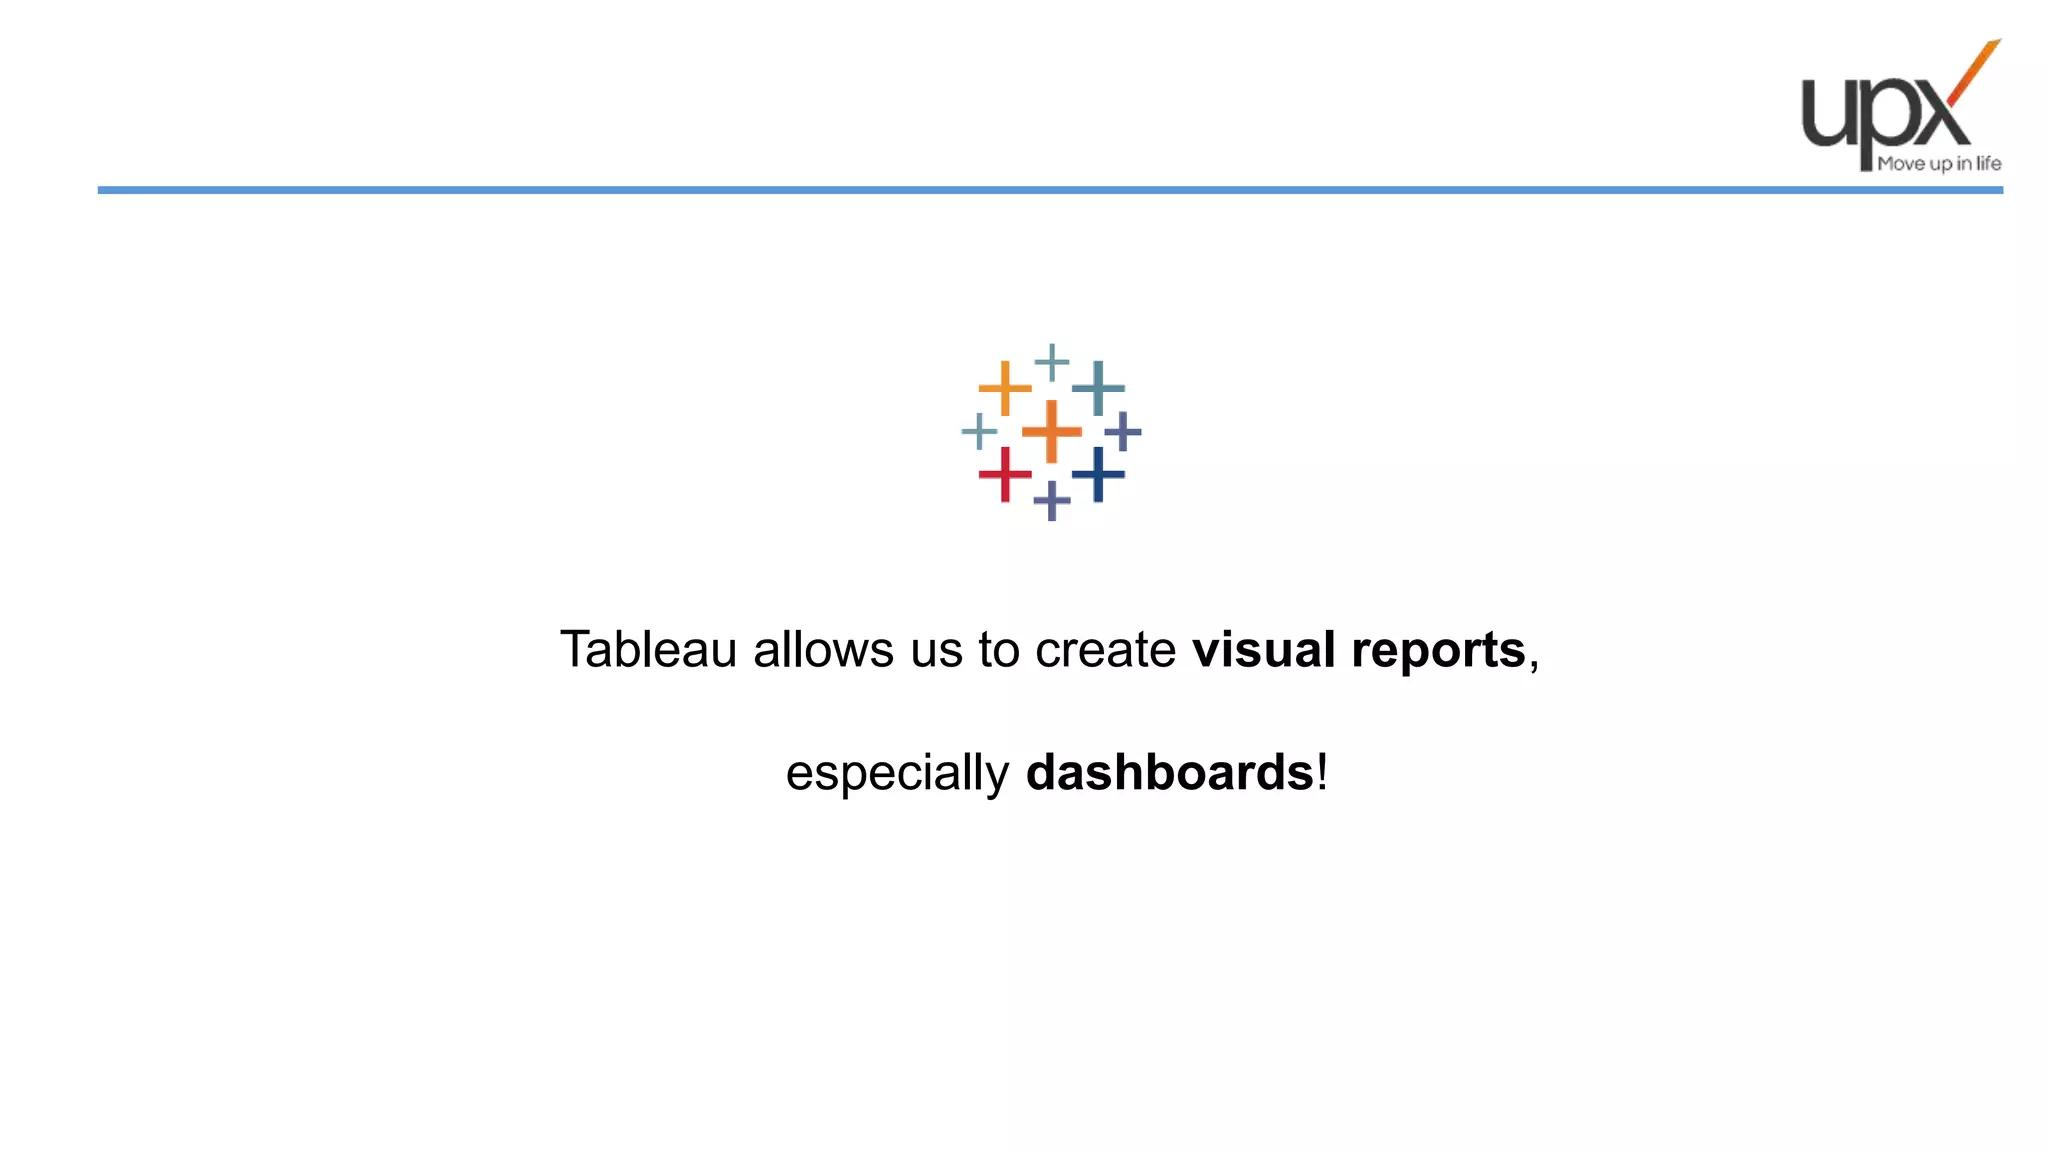 upx
Move up in life
Tableau allows us to create visual reports,
especially dashboards!